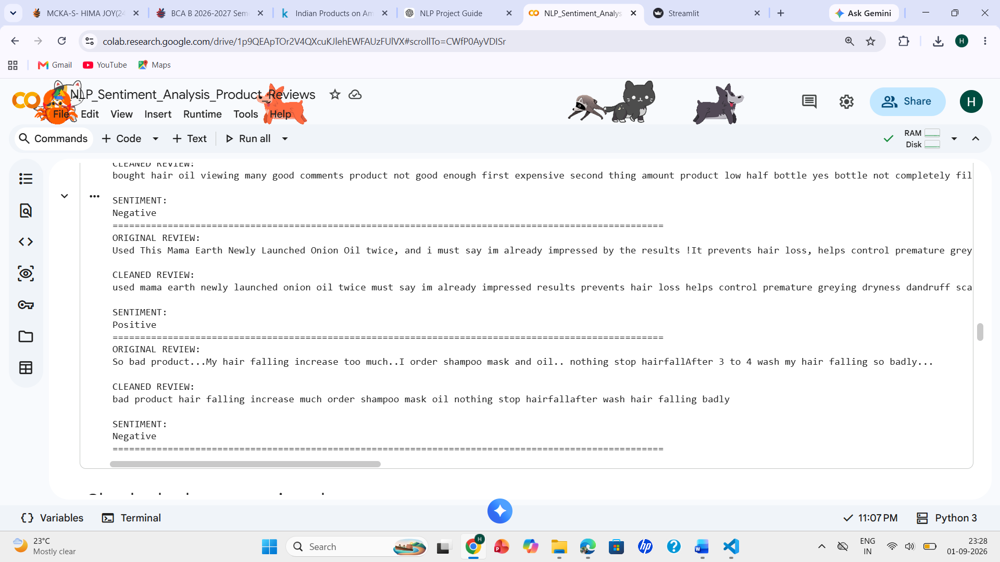 MCKA-S- HIMA JOY(24
BCA B 2026-2027 Seme
Indian Products on Am
NLP Project Guide
NLP_Sentiment_Analys
Streamlit
Ask Gemini
colab.research.google.com/drive/1p9QEApTOr2V4QXcuKJlehEWFAUzFUlVX#scrollTo=CWfP0AyVDISr
H
Gmail
YouTube
Maps
NLP_Sentiment_Analysis_Product_Reviews
File Edit View Insert Runtime Tools Help
Share
H
Commands
Code
Text
Run all
RAM
Disk
CLEANED REVIEW:
bought hair oil viewing many good comments product not good enough first expensive second thing amount product low half bottle yes bottle not completely fil
SENTIMENT:
Negative
====================================================================================================
ORIGINAL REVIEW:
Used This Mama Earth Newly Launched Onion Oil twice, and i must say im already impressed by the results !It prevents hair loss, helps control premature grey
CLEANED REVIEW:
used mama earth newly launched onion oil twice must say im already impressed results prevents hair loss helps control premature greying dryness dandruff sca
SENTIMENT:
Positive
====================================================================================================
ORIGINAL REVIEW:
So bad product...My hair falling increase too much..I order shampoo mask and oil.. nothing stop hairfallAfter 3 to 4 wash my hair falling so badly...
CLEANED REVIEW:
bad product hair falling increase much order shampoo mask oil nothing stop hairfallafter wash hair falling badly
SENTIMENT:
Negative
====================================================================================================
Variables
Terminal
11:07 PM
Python 3
23°C
Mostly clear
Search
ENG
IN
23:28
01-09-2026